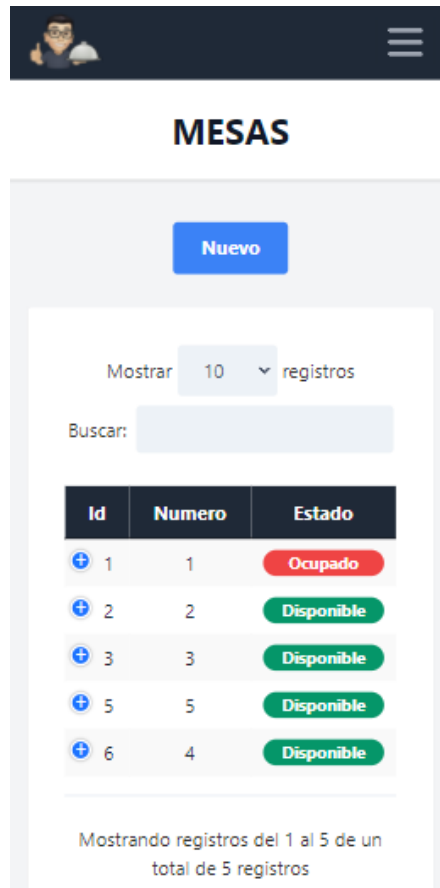 MESAS
Nuevo
Mostrar 10 registros
Buscar:
Id Numero Estado
1 1 Ocupado
2 2 Disponible
3 3 Disponible
5 5 Disponible
6 4 Disponible
Mostrando registros del 1 al 5 de un
total de 5 registros